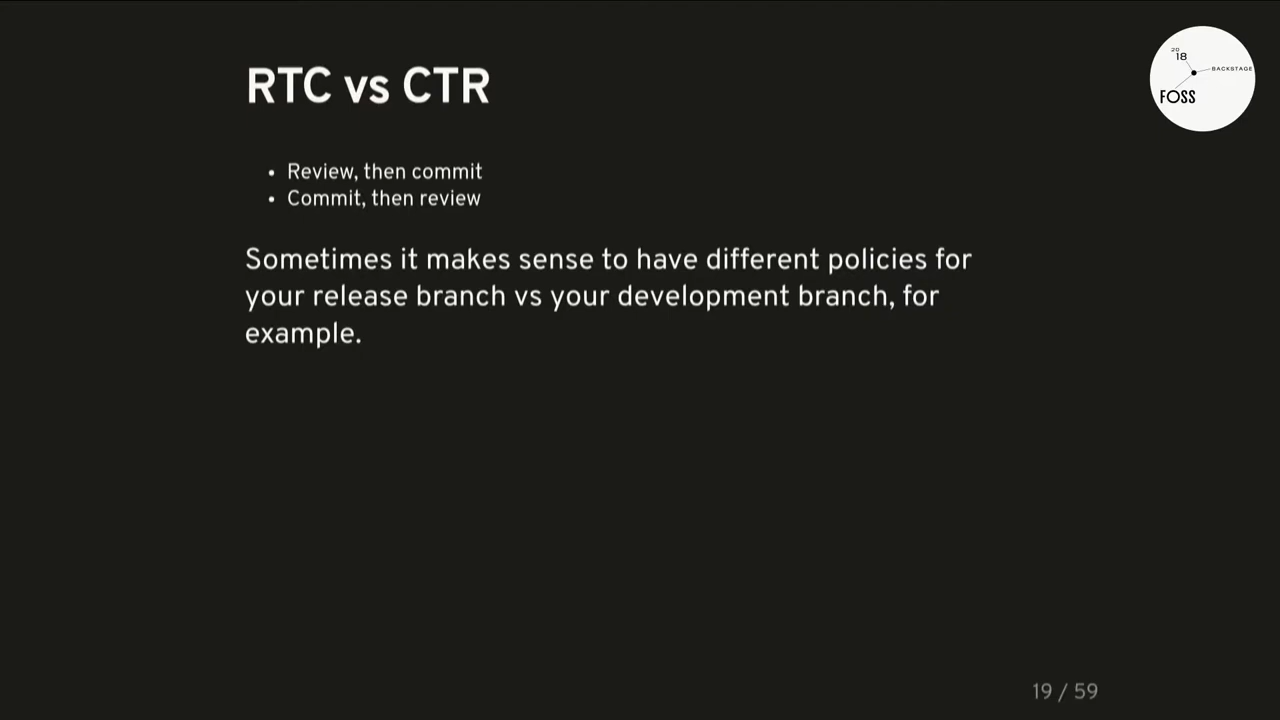 RTC vs CTR
20
18
BACKSTAGE
FOSS
• Review, then commit
• Commit, then review
Sometimes it makes sense to have different policies for
your release branch vs your development branch, for
example.
19 / 59